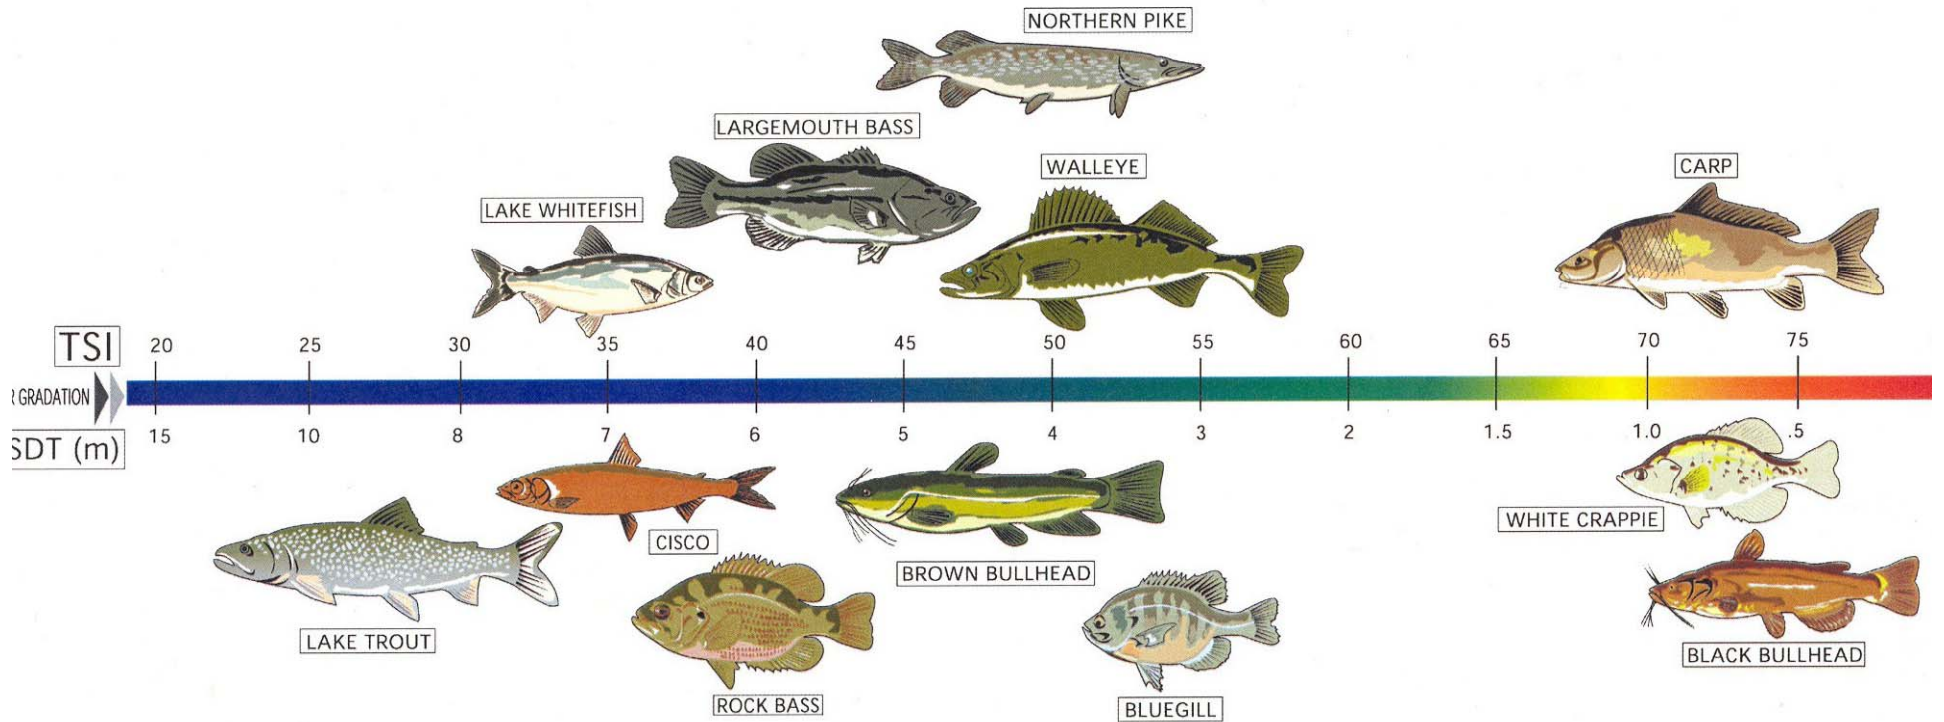 NORTHERN PIKE
LARGEMOUTH BASS
WALLEYE
CARP
LAKE WHITEFISH
TSI 20 25 30 35 40 45 50 55 60 65 70 75
R GRADATION
SDT (m) 15 10 8 7 6 5 4 3 2 1.5 1.0 .5
WHITE CRAPPIE
CISCO
BROWN BULLHEAD
LAKE TROUT
BLACK BULLHEAD
ROCK BASS
BLUEGILL